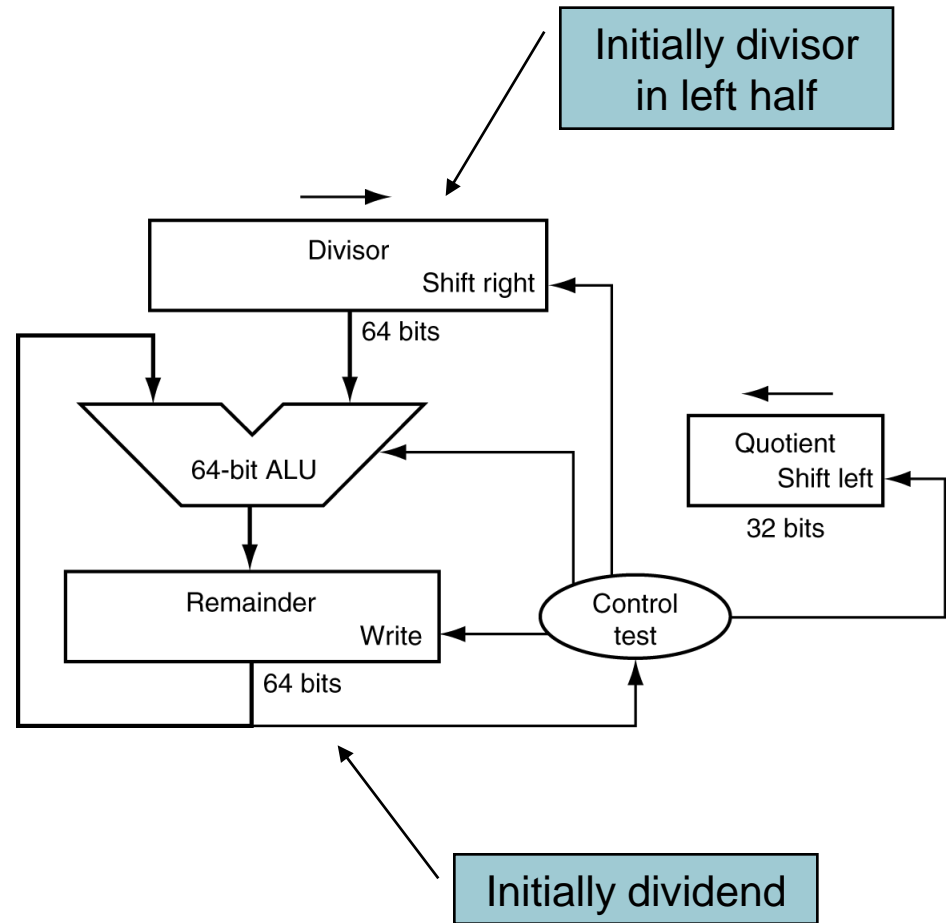 Initially divisor
in left half
Divisor
Shift right
64 bits
64-bit ALU
Quotient
Shift left
32 bits
Remainder
Write
Control
test
64 bits
Initially dividend